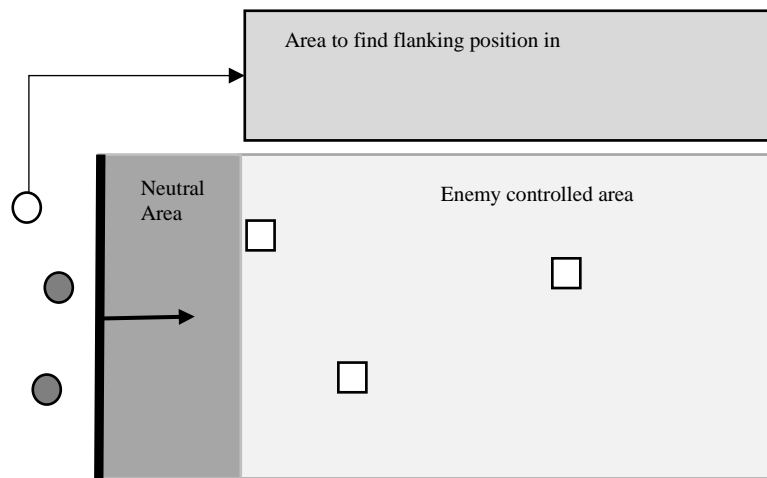 Area to find flanking position in
Neutral
Area
Enemy controlled area